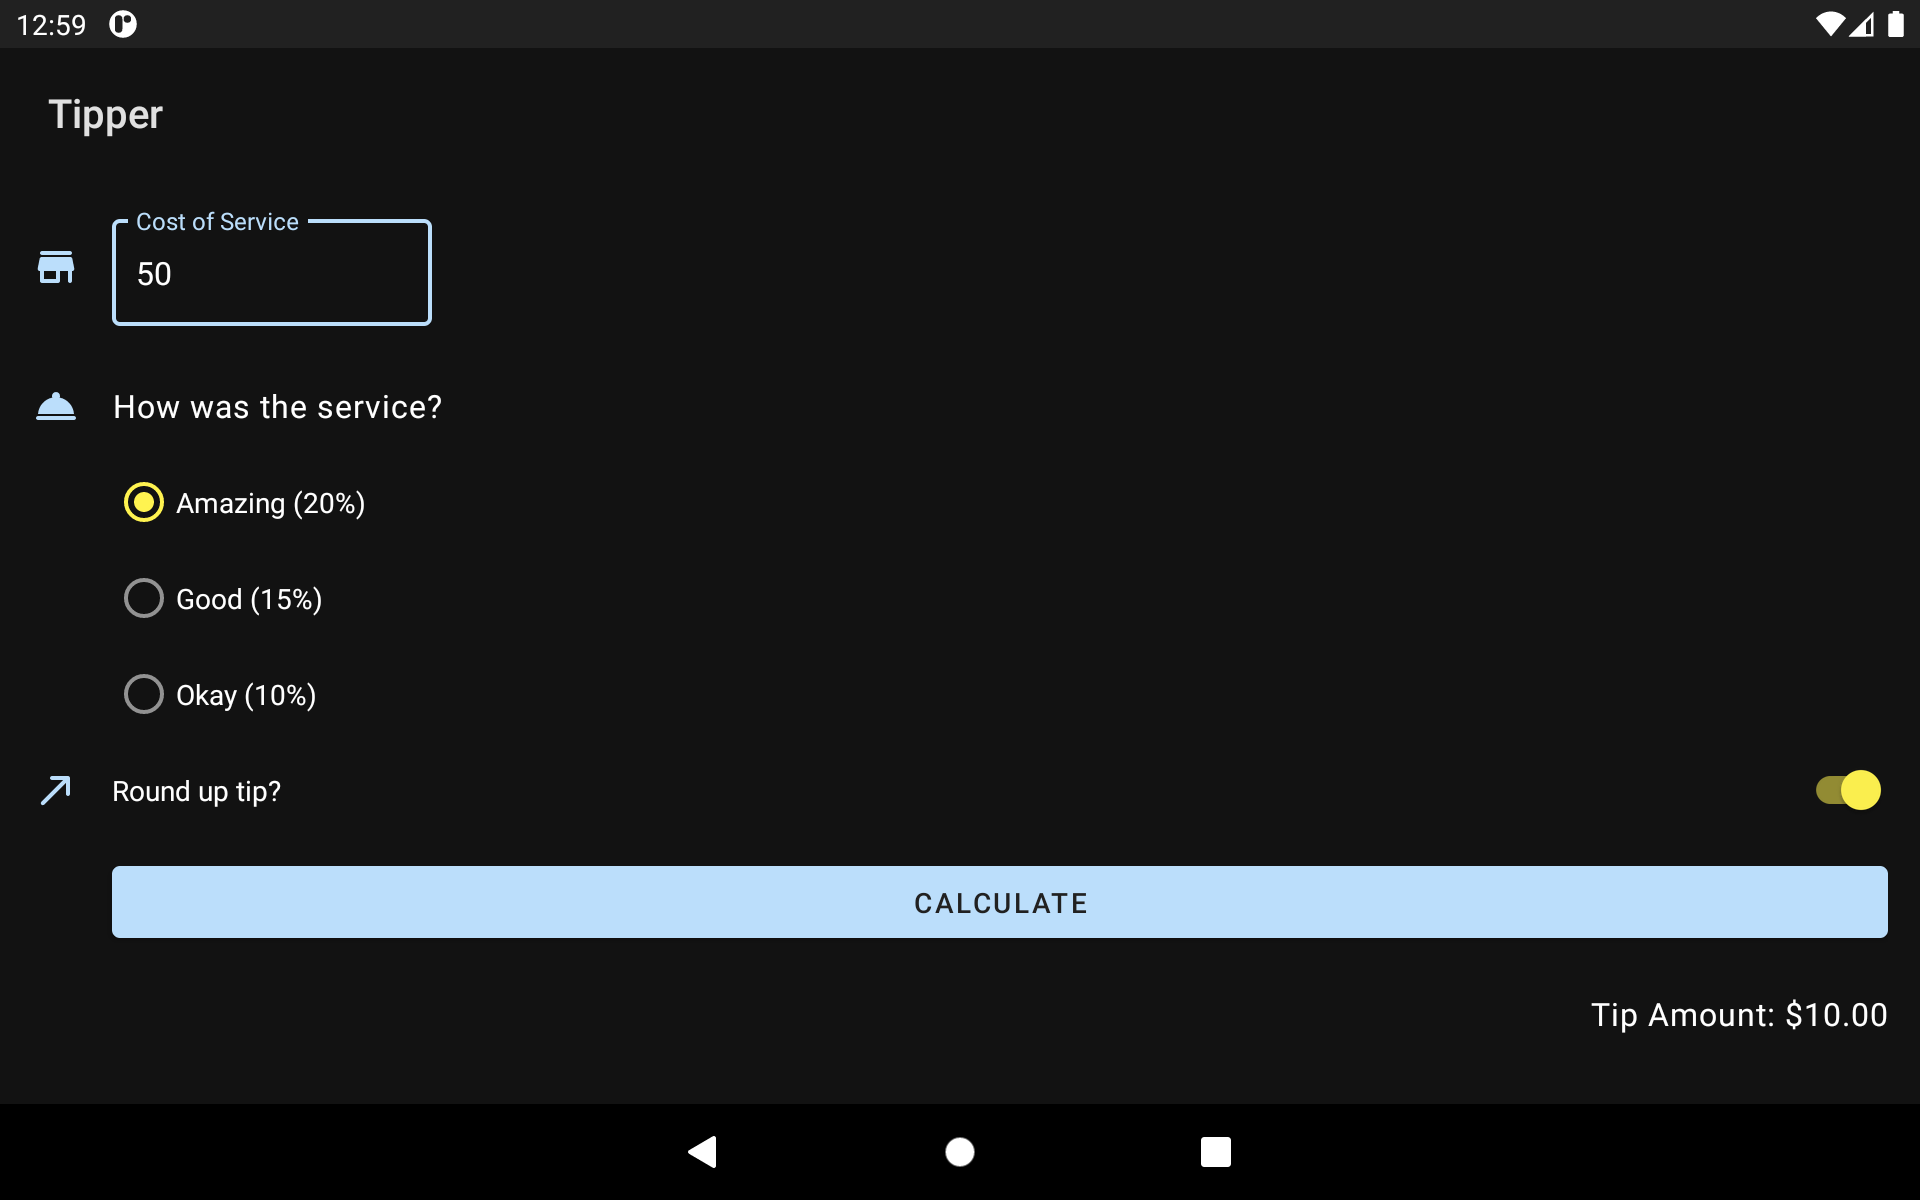 12:59
Tipper
Cost of Service
50
How was the service?
Amazing (20%)
Good (15%)
Okay (10%)
Round up tip?
CALCULATE
Tip Amount: $10.00